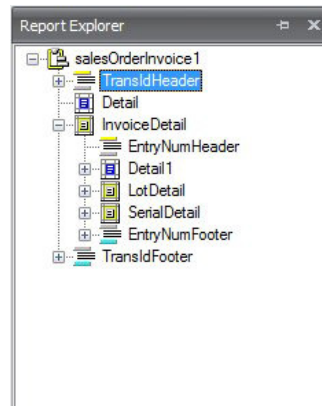 Report Explorer
salesOrderInvoice1
TransIdHeader
Detail
InvoiceDetail
EntryNumHeader
Detail1
LotDetail
SerialDetail
EntryNumFooter
TransIdFooter